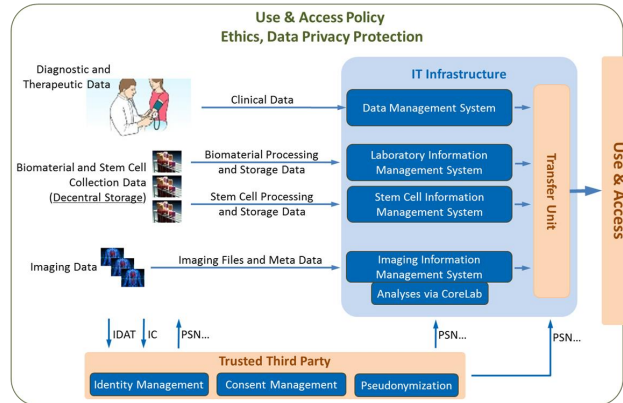 Use & Access Policy
Ethics, Data Privacy Protection
Diagnostic and
Therapeutic Data
Clinical Data
IT Infrastructure
Data Management System
Biomaterial and Stem Cell
Collection Data
(Decentral Storage)
Biomaterial Processing
and Storage Data
Laboratory Information
Management System
Stem Cell Processing
and Storage Data
Stem Cell Information
Management System
Imaging Data
Imaging Files and Meta Data
Imaging Information
Management System
Analyses via CoreLab
Transfer Unit
Use & Access
IDAT
IC
PSN...
PSN...
PSN...
Trusted Third Party
Identity Management
Consent Management
Pseudonymization